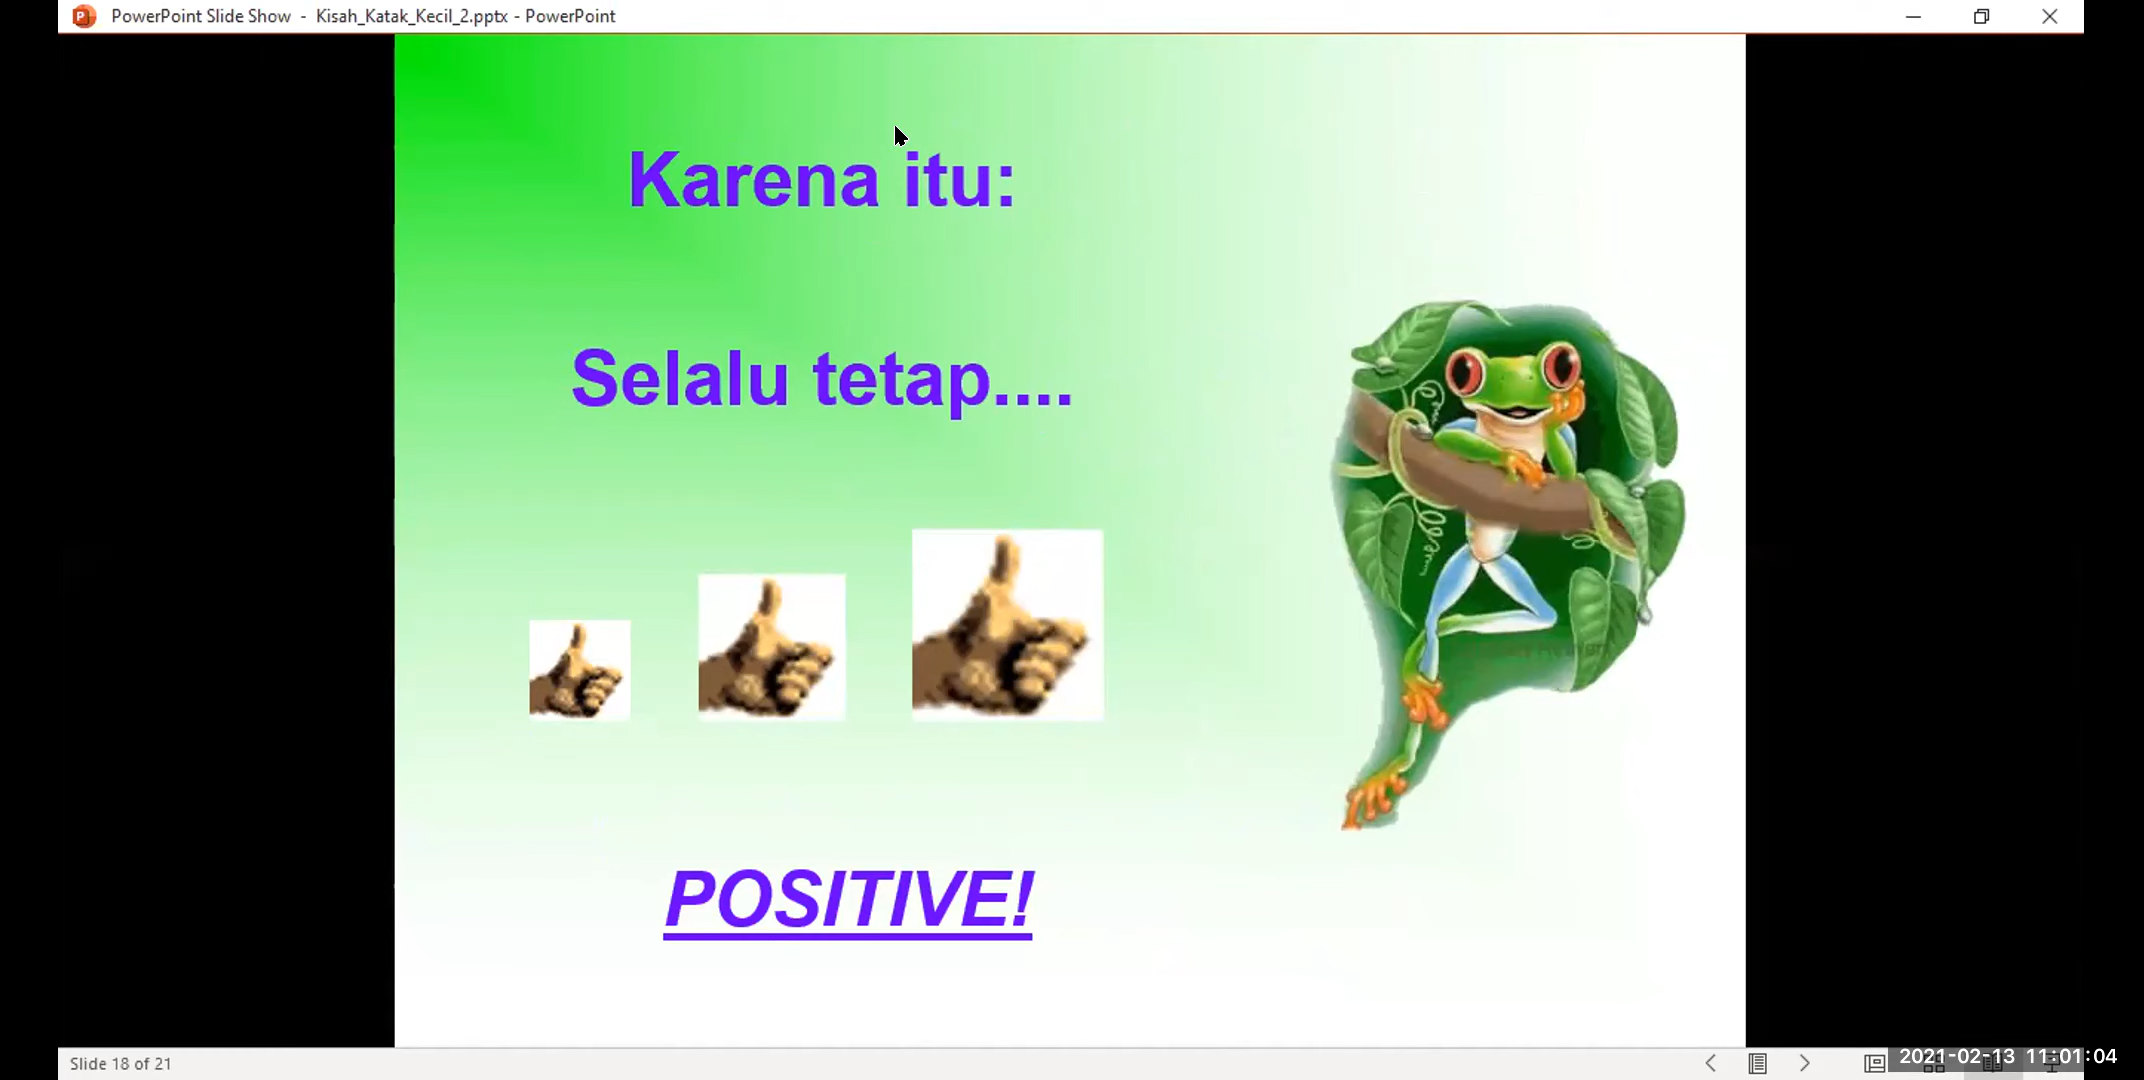 PowerPoint Slide Show - Kisah_Katak_Kecil_2.pptx - PowerPoint
Karena itu:
Selalu tetap....
POSITIVE!
Slide 18 of 21
2021-02-13 11:01:04